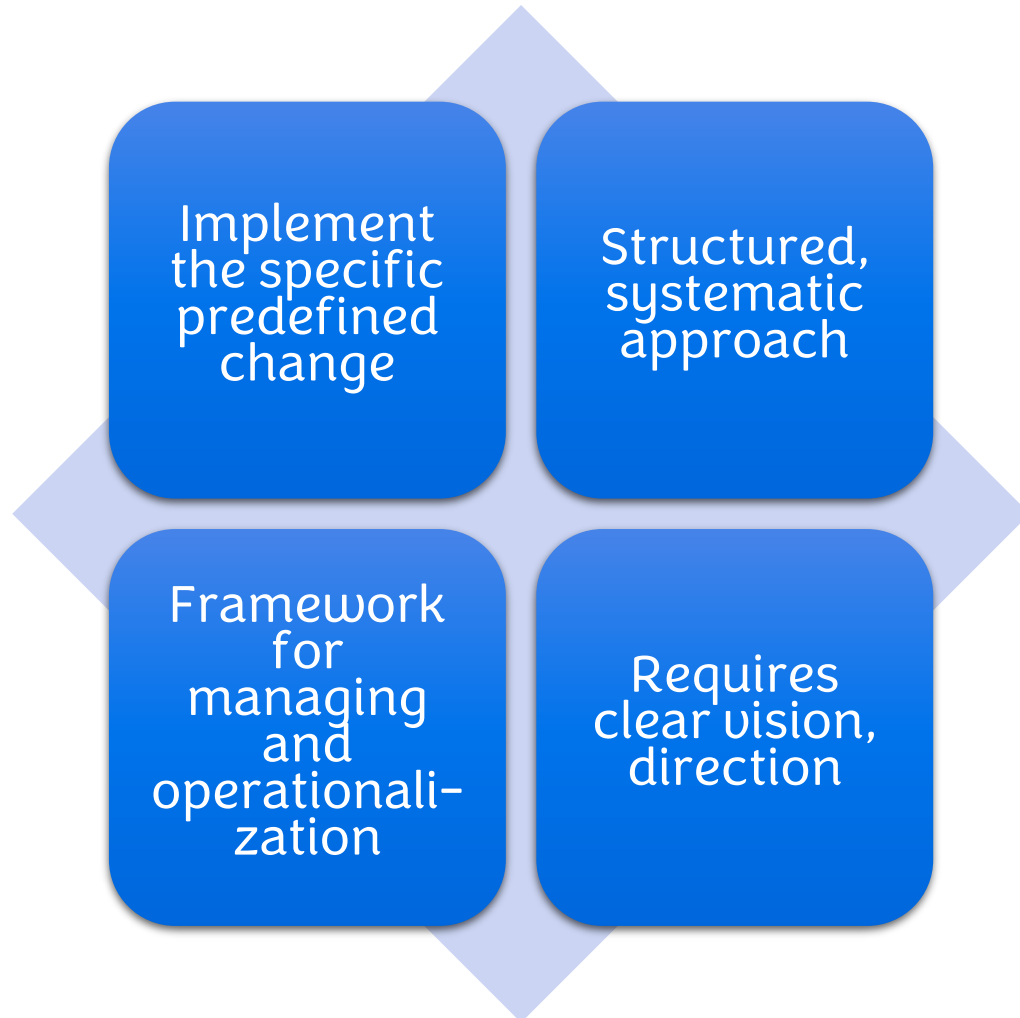 Implement
the specific
predefined
change
Structured,
systematic
approach
Framework
for
managing
and
operationali-
zation
Requires
clear vision,
direction